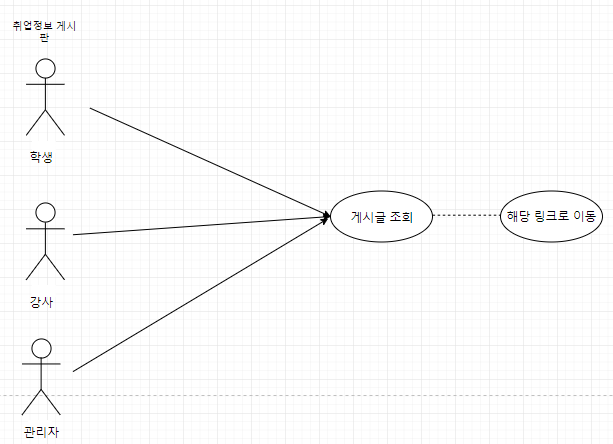 취업정보 게시
판
학생
게시글 조회
해당 링크로 이동
강사
관리자